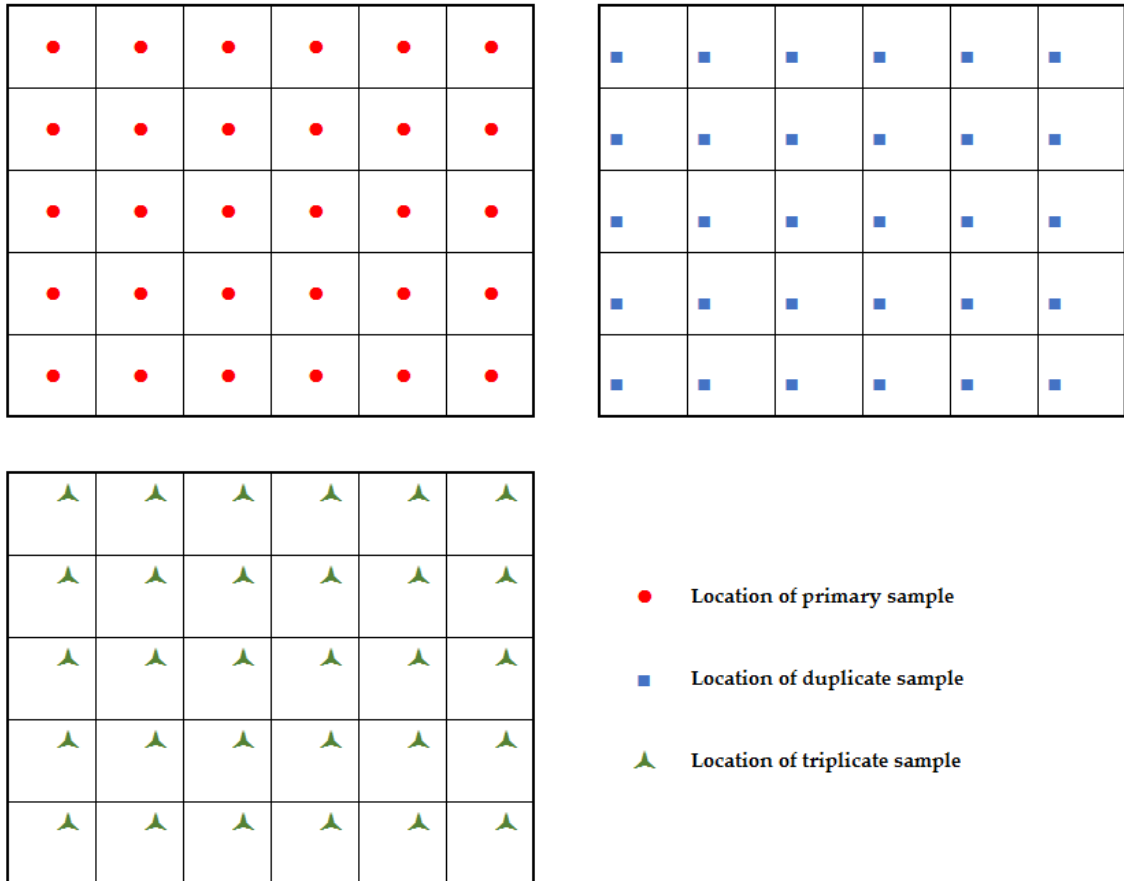 Location of primary sample
Location of duplicate sample
Location of triplicate sample